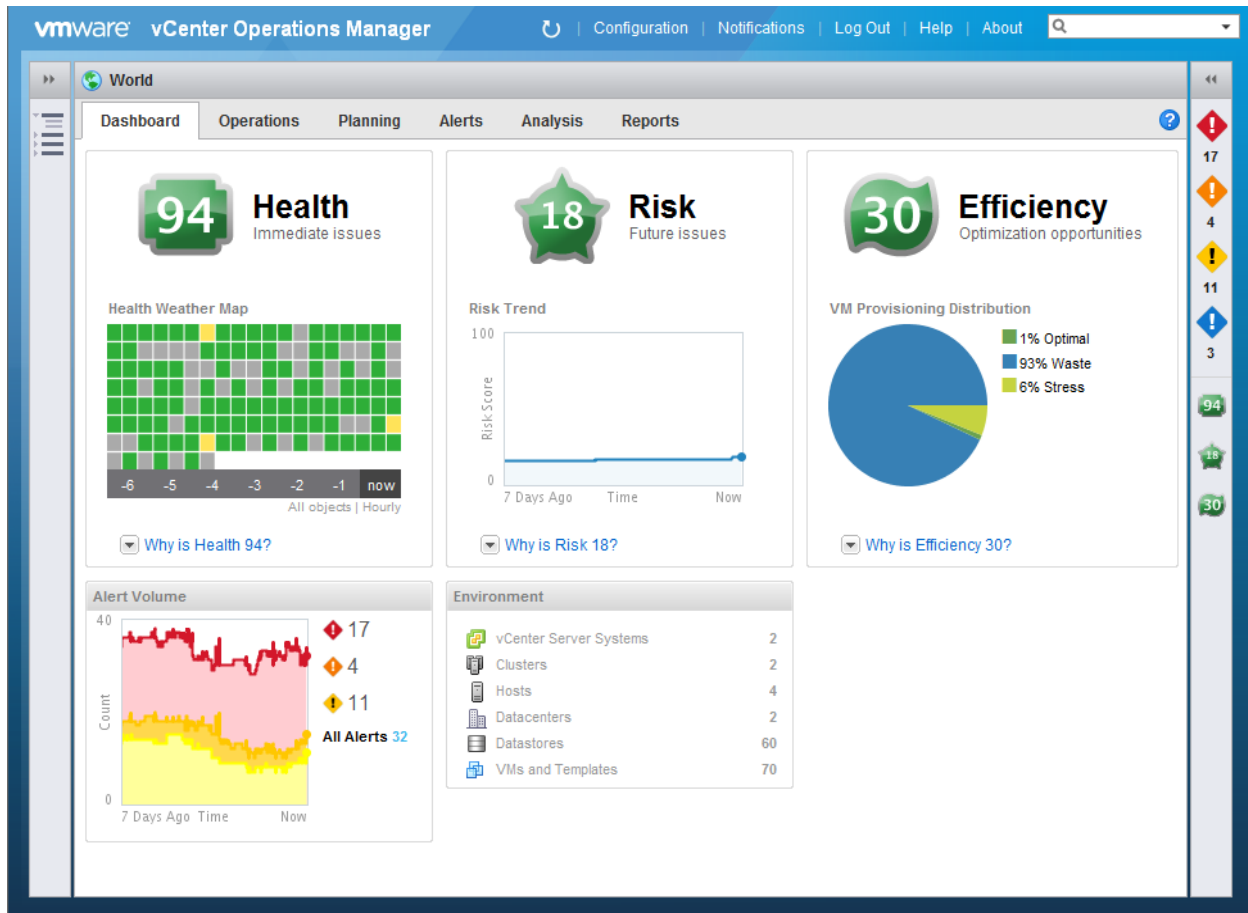 vmware vCenter Operations Manager
Configuration | Notifications | Log Out | Help | About
World
Dashboard Operations Planning Alerts Analysis Reports
?
94 Health
Immediate issues
Health Weather Map
-6 -5 -4 -3 -2 -1 now
All objects | Hourly
Why is Health 94?
18 Risk
Future issues
Risk Trend
100
Risk Score
0
7 Days Ago Time Now
Why is Risk 18?
30 Efficiency
Optimization opportunities
VM Provisioning Distribution
1% Optimal
93% Waste
6% Stress
Why is Efficiency 30?
Alert Volume
40
Count
0
7 Days Ago Time Now
! 17
! 4
! 11
All Alerts 32
Environment
vCenter Server Systems 2
Clusters 2
Hosts 4
Datacenters 2
Datastores 60
VMs and Templates 70
!
17
!
4
!
11
!
3
94
18
30